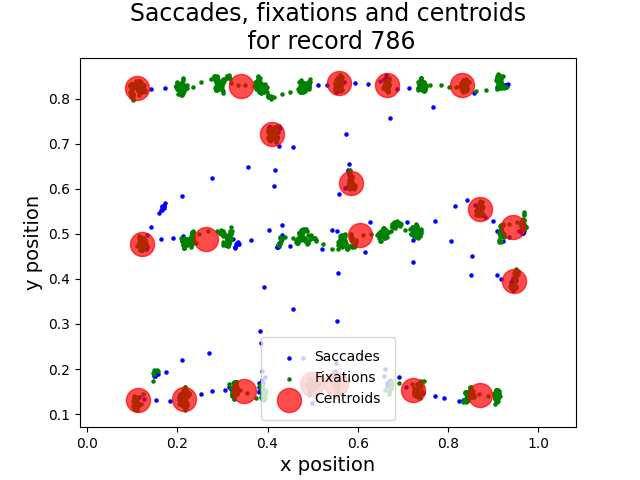 Saccades, fixations and centroids
for record 786
y position
0.8
0.7
0.6
0.5
0.4
0.3
0.2
0.1
Saccades
Fixations
Centroids
0.0 0.2 0.4 0.6 0.8 1.0
x position